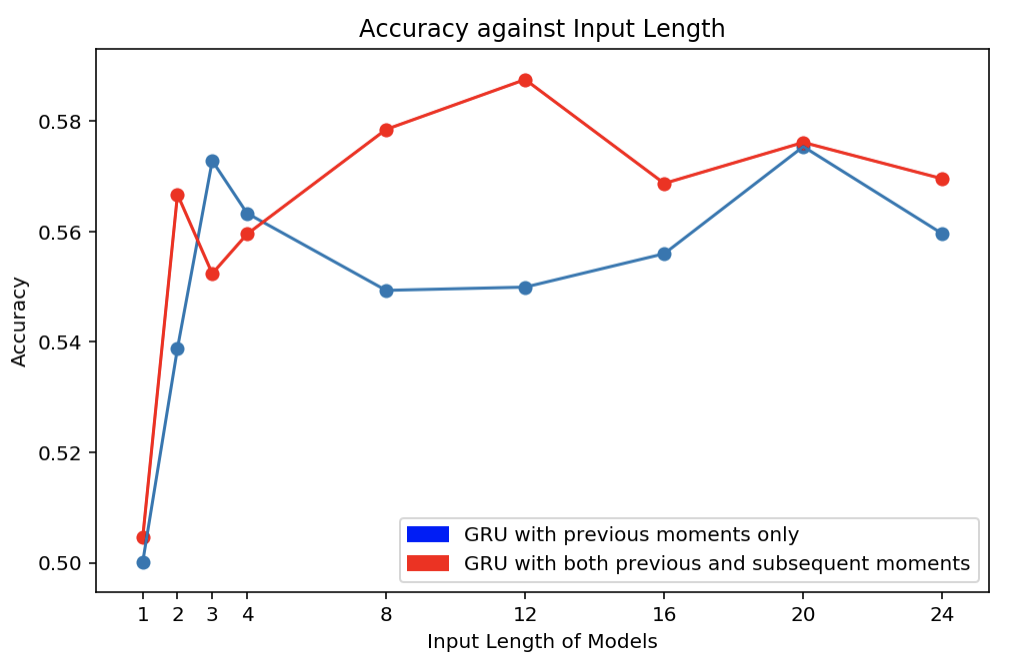 Accuracy against Input Length
Accuracy
0.58
0.56
0.54
0.52
0.50
GRU with previous moments only
GRU with both previous and subsequent moments
1 2 3 4 8 12 16 20 24
Input Length of Models